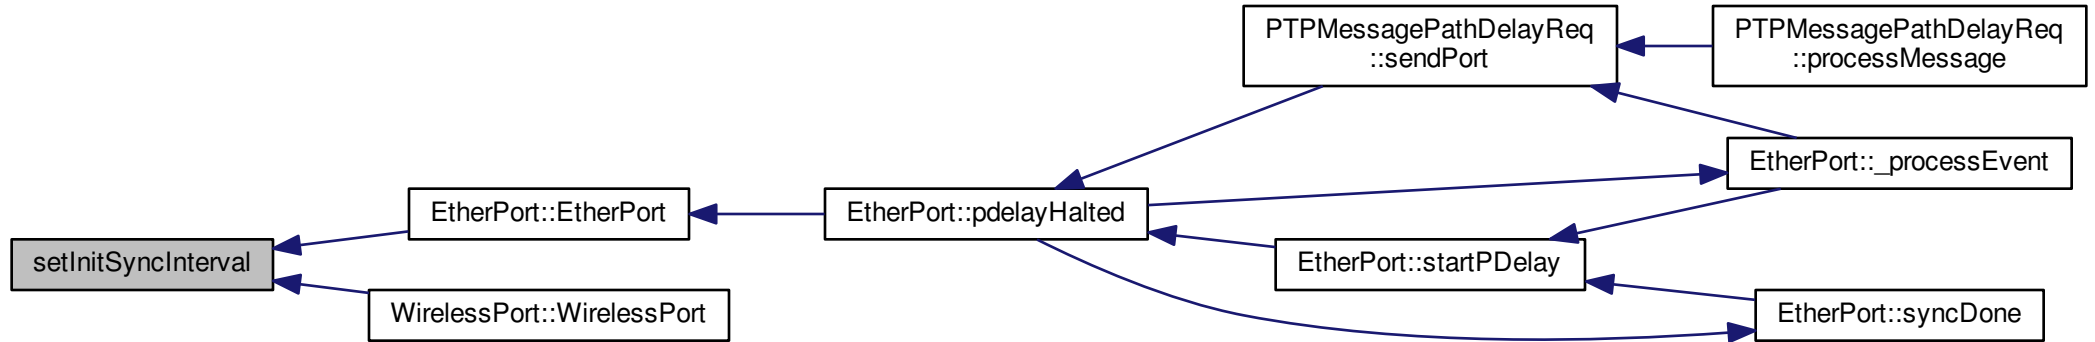 PTPMessagePathDelayReq
::sendPort
PTPMessagePathDelayReq
::processMessage
EtherPort::_processEvent
EtherPort::EtherPort
EtherPort::pdelayHalted
setInitSyncInterval
EtherPort::startPDelay
WirelessPort::WirelessPort
EtherPort::syncDone